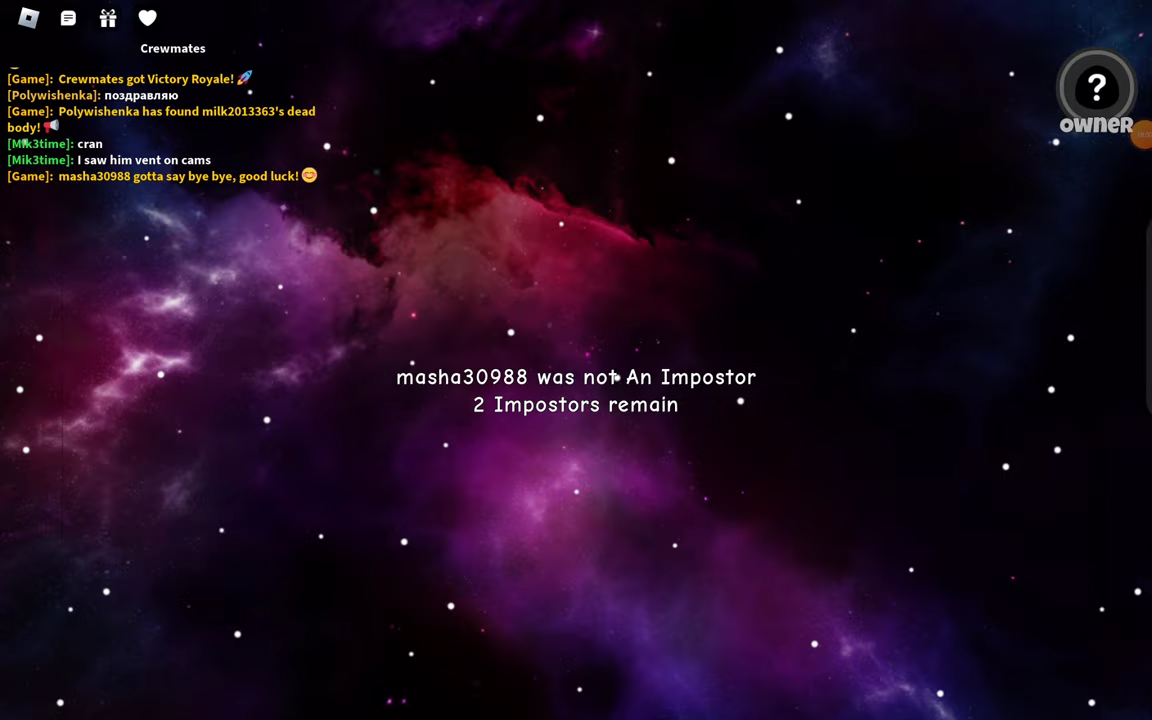 Crewmates
[Game]: Crewmates got Victory Royale! 🚀
[Polywishenka]: поздравляю
[Game]: Polywishenka has found milk2013363's dead
body! 📢
[Mik3time]: cran
[Mik3time]: I saw him vent on cams
[Game]: masha30988 gotta say bye bye, good luck! 😊
?
OWNER
masha30988 was not An Impostor
2 Impostors remain